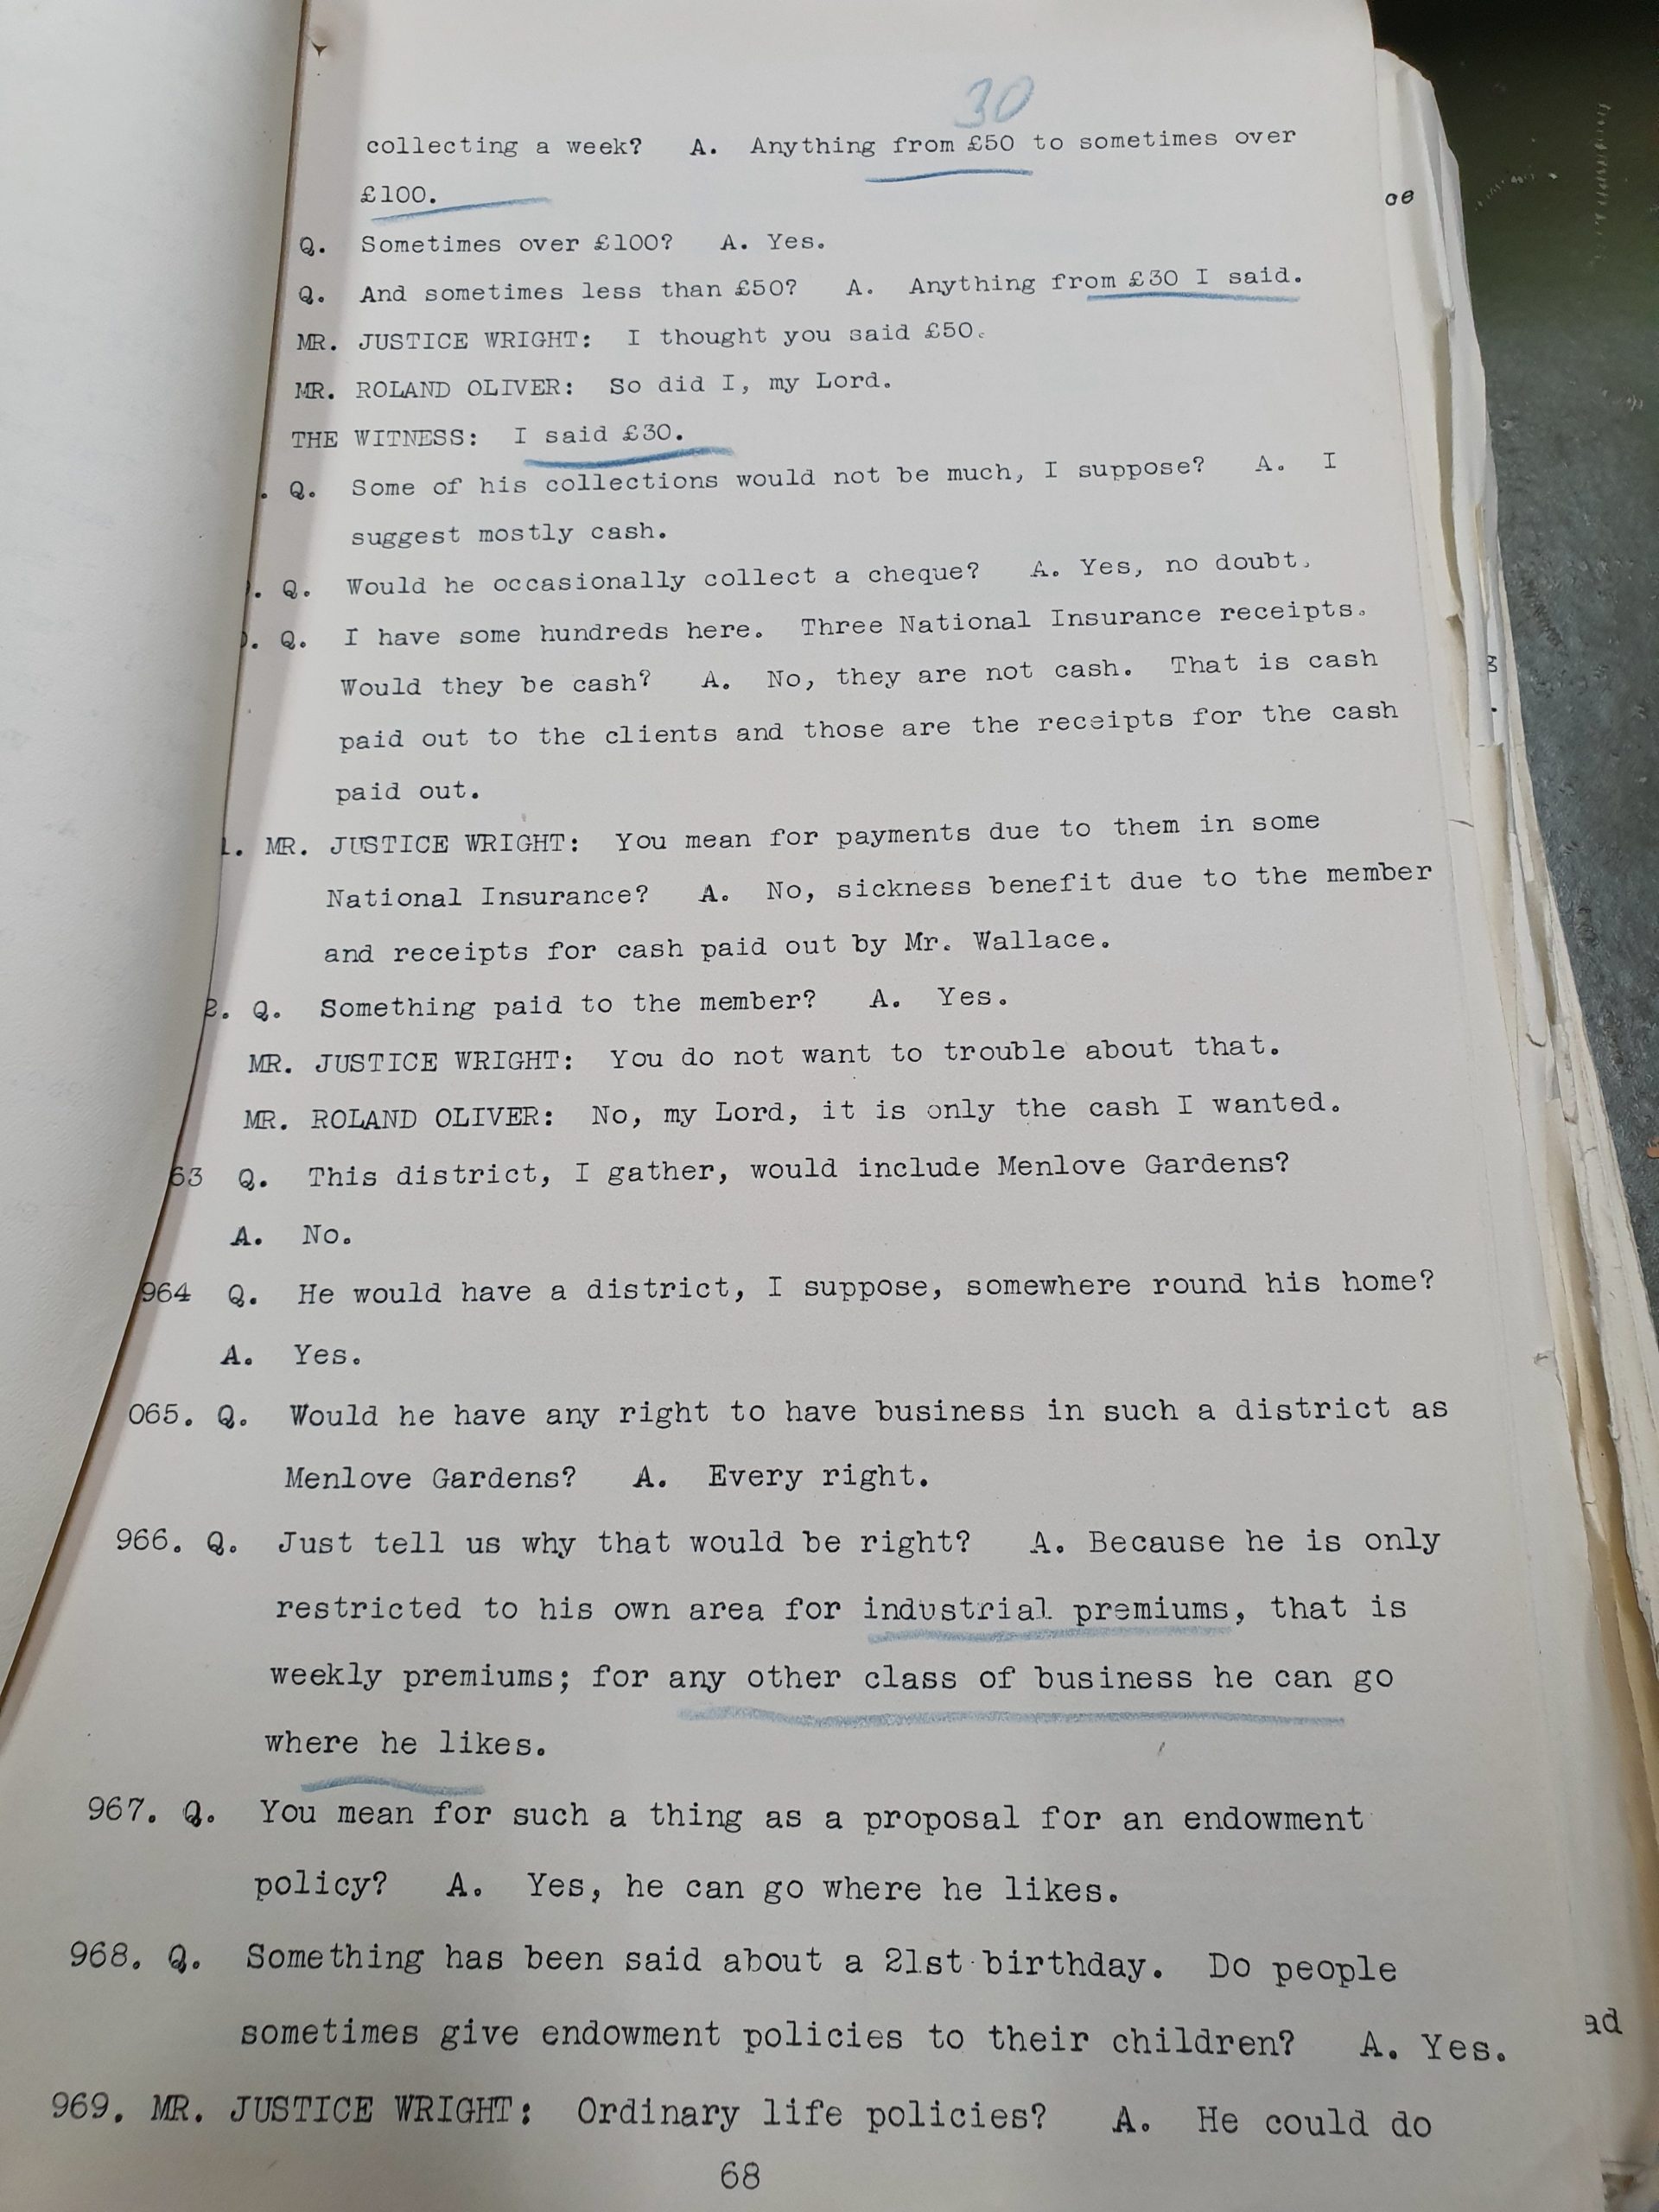 30
collecting a week? A. Anything from £50 to sometimes over
£100.
Q. Sometimes over £100? A. Yes.
Q. And sometimes less than £50? A. Anything from £30 I said.
MR. JUSTICE WRIGHT: I thought you said £50.
MR. ROLAND OLIVER: So did I, my Lord.
THE WITNESS: I said £30.
. Q. Some of his collections would not be much, I suppose? A. I
suggest mostly cash.
. Q. Would he occasionally collect a cheque? A. Yes, no doubt.
. Q. I have some hundreds here. Three National Insurance receipts.
Would they be cash? A. No, they are not cash. That is cash
paid out to the clients and those are the receipts for the cash
paid out.
1. MR. JUSTICE WRIGHT: You mean for payments due to them in some
National Insurance? A. No, sickness benefit due to the member
and receipts for cash paid out by Mr. Wallace.
2. Q. Something paid to the member? A. Yes.
MR. JUSTICE WRIGHT: You do not want to trouble about that.
MR. ROLAND OLIVER: No, my Lord, it is only the cash I wanted.
63 Q. This district, I gather, would include Menlove Gardens?
A. No.
964 Q. He would have a district, I suppose, somewhere round his home?
A. Yes.
065. Q. Would he have any right to have business in such a district as
Menlove Gardens? A. Every right.
966. Q. Just tell us why that would be right? A. Because he is only
restricted to his own area for industrial premiums, that is
weekly premiums; for any other class of business he can go
where he likes.
967. Q. You mean for such a thing as a proposal for an endowment
policy? A. Yes, he can go where he likes.
968. Q. Something has been said about a 21st birthday. Do people
sometimes give endowment policies to their children? A. Yes.
969. MR. JUSTICE WRIGHT: Ordinary life policies? A. He could do
68
ce
g
.
ad